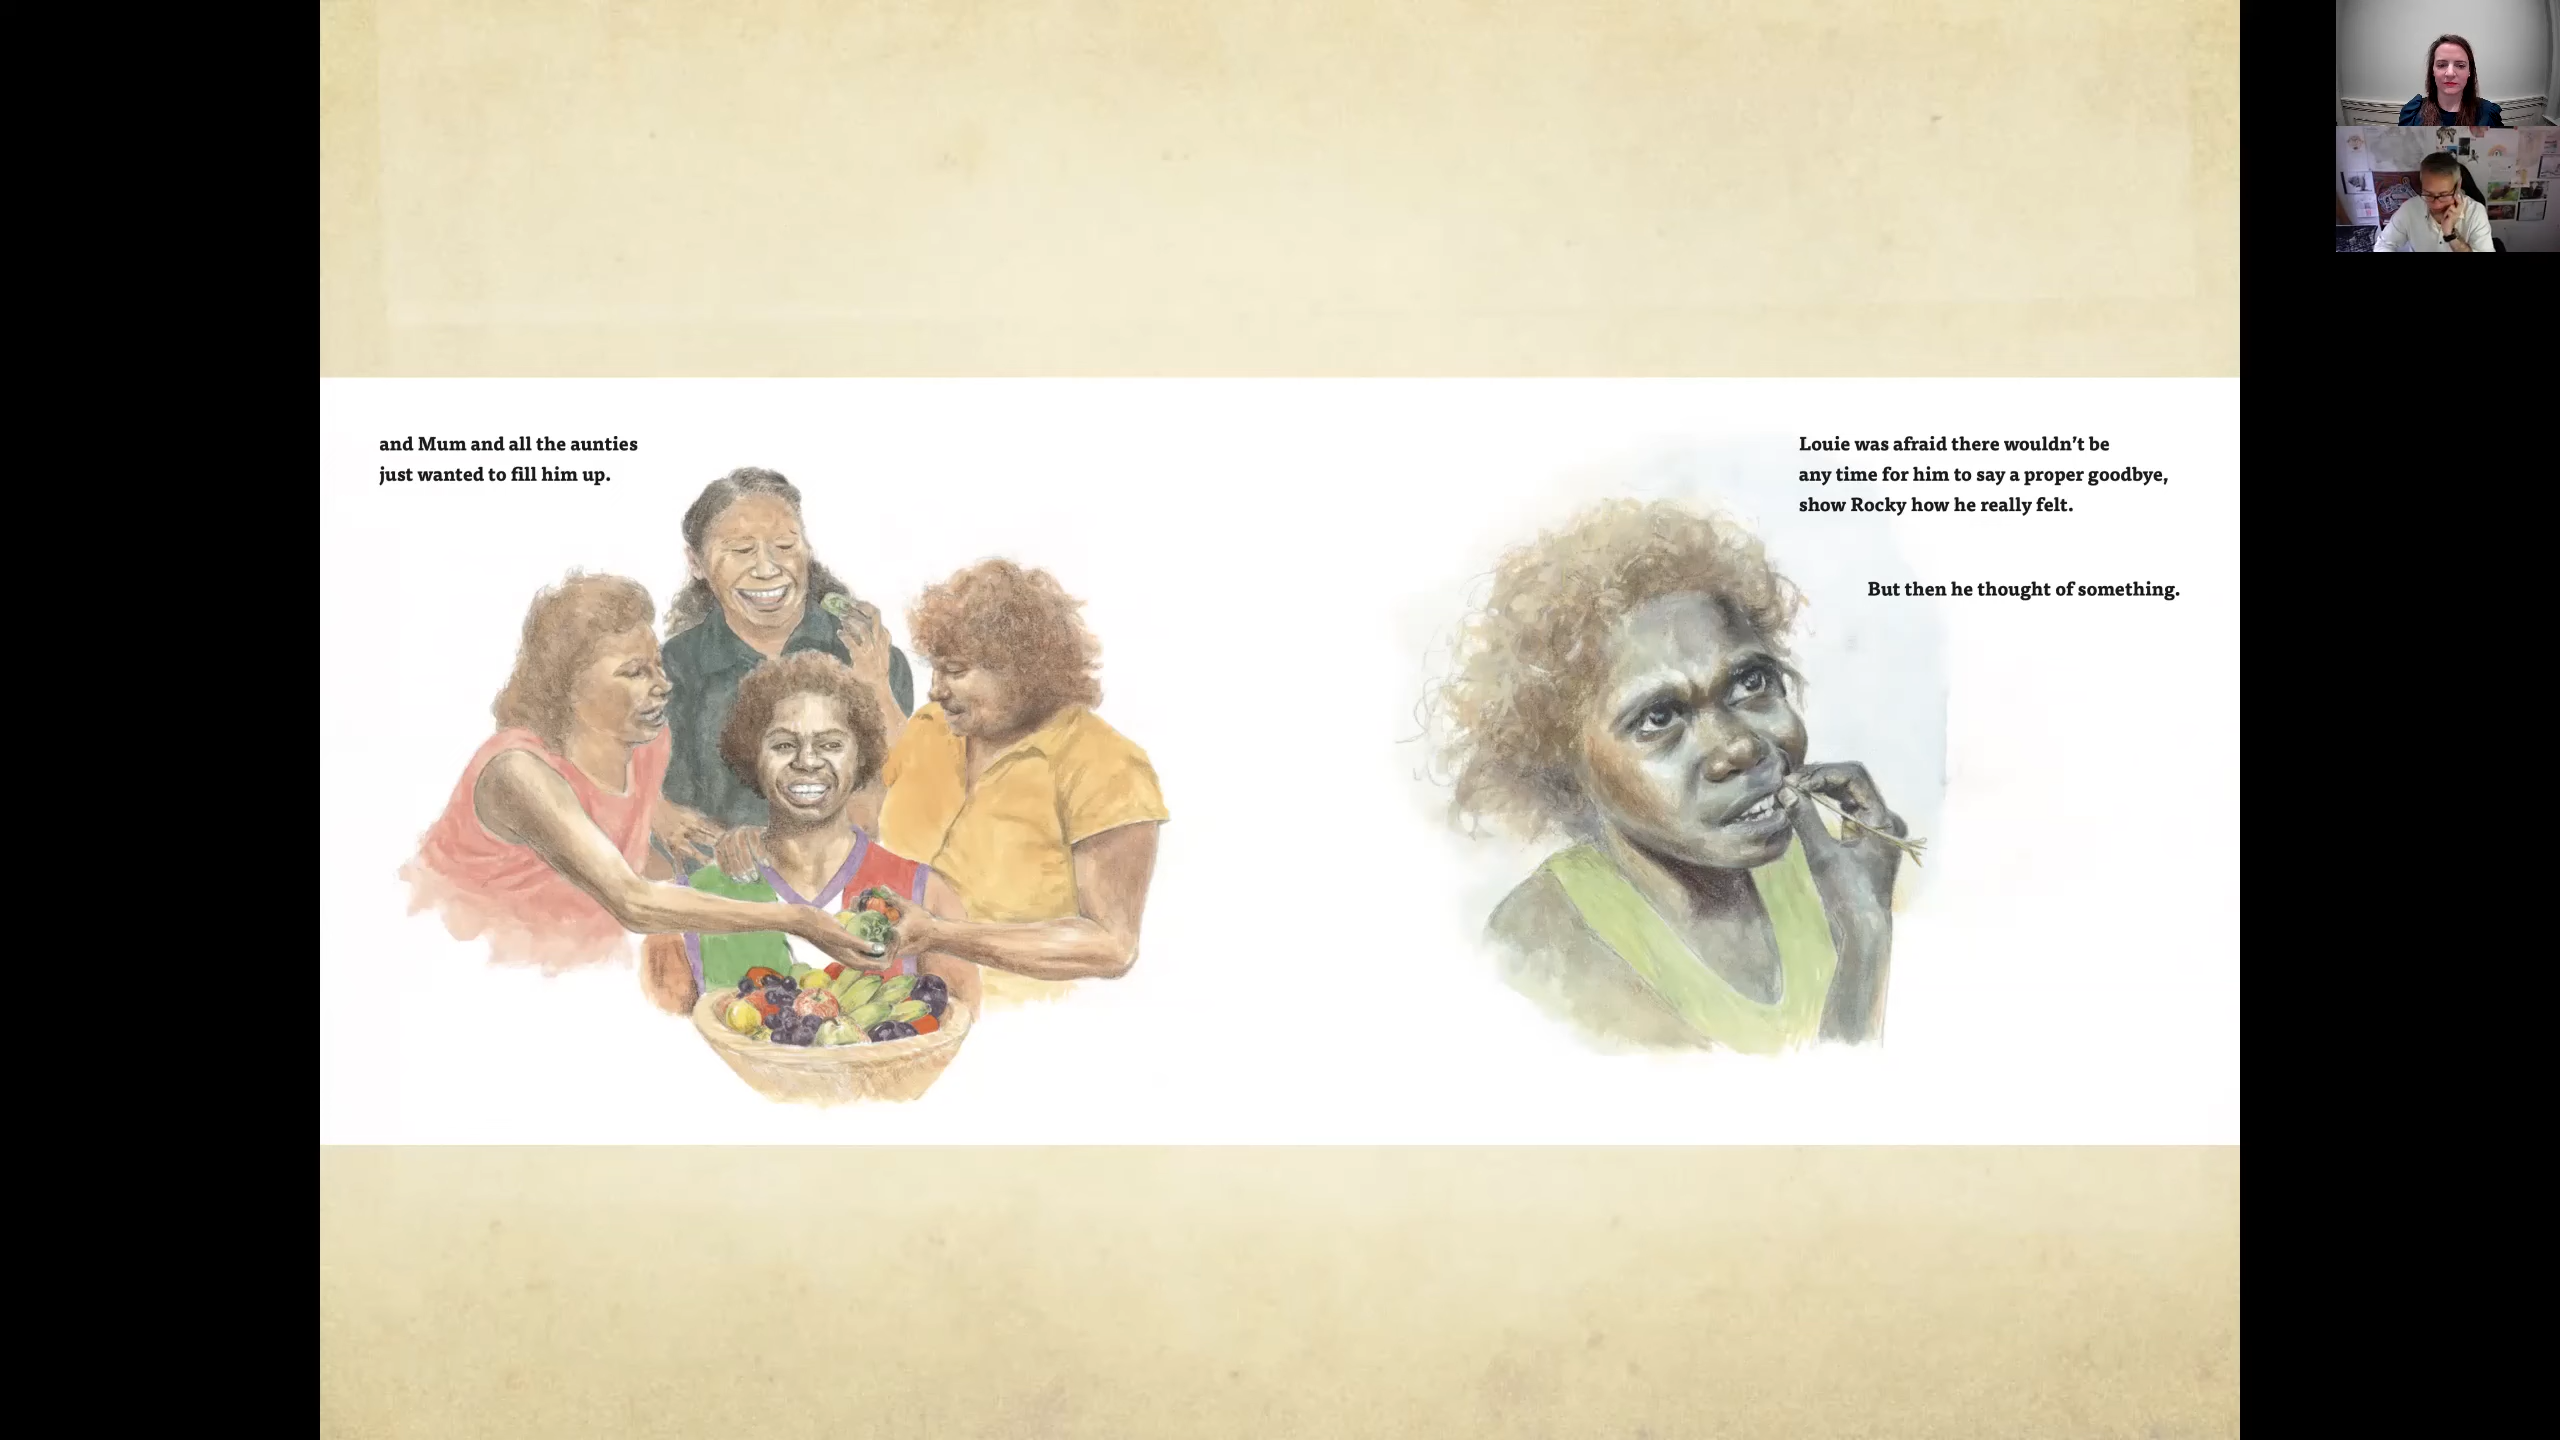 and Mum and all the aunties
just wanted to fill him up.
Louie was afraid there wouldn’t be
any time for him to say a proper goodbye,
show Rocky how he really felt.
But then he thought of something.